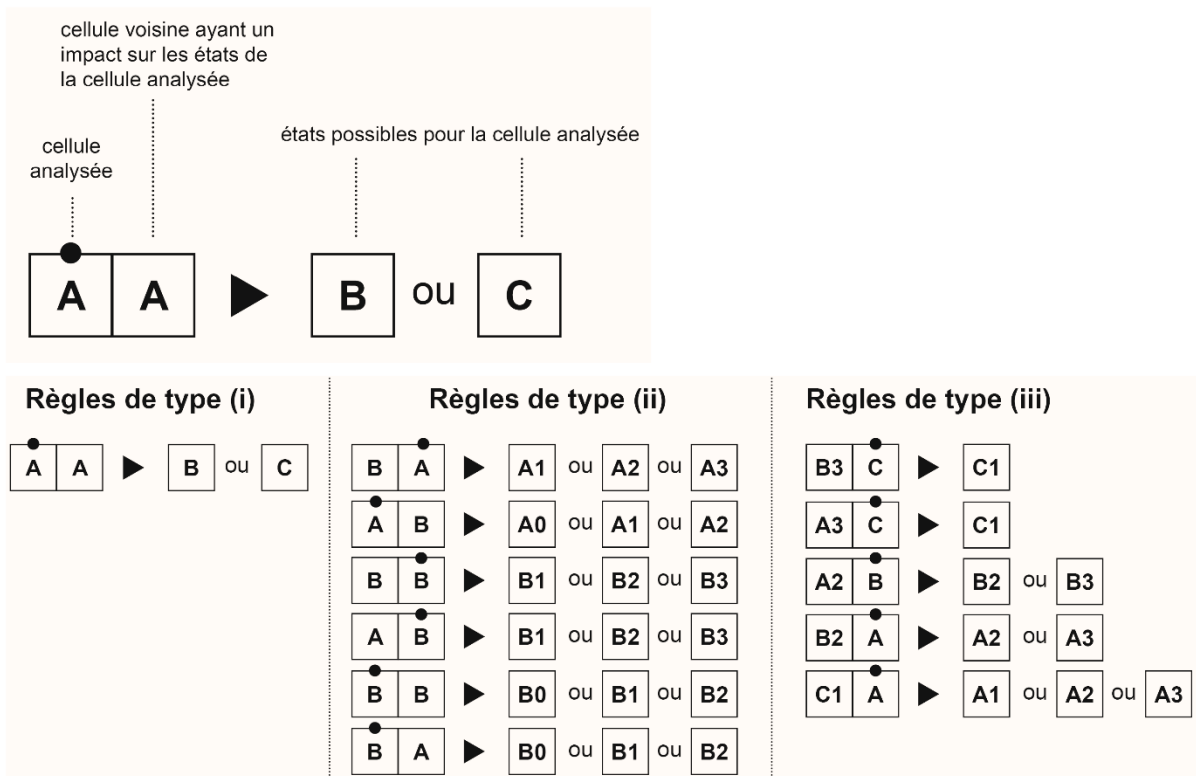 cellule voisine ayant un
impact sur les états de
la cellule analysée
cellule
analysée
états possibles pour la cellule analysée
A A B ou C
Règles de type (i)
A A B ou C
Règles de type (ii)
B A A1 ou A2 ou A3
A B A0 ou A1 ou A2
B B B1 ou B2 ou B3
A B B1 ou B2 ou B3
B B B0 ou B1 ou B2
B A B0 ou B1 ou B2
Règles de type (iii)
B3 C C1
A3 C C1
A2 B B2 ou B3
B2 A A2 ou A3
C1 A A1 ou A2 ou A3